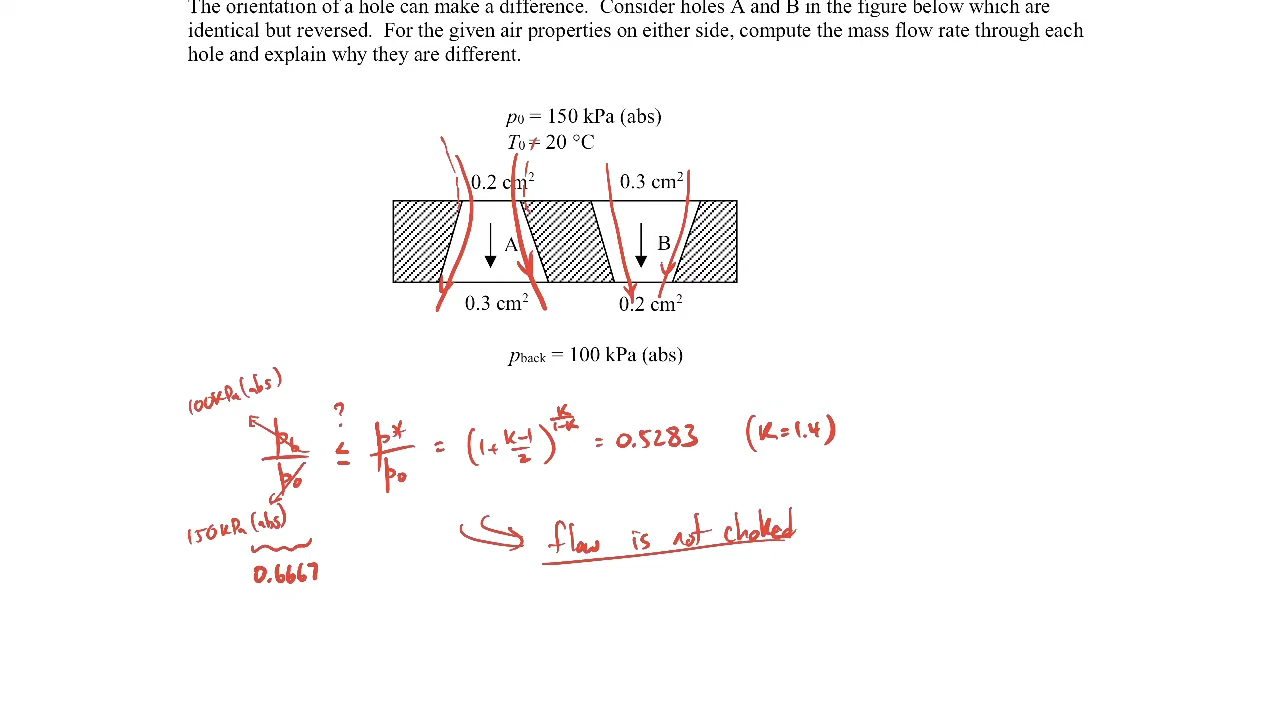 The orientation of a hole can make a difference. Consider holes A and B in the figure below which are
identical but reversed. For the given air properties on either side, compute the mass flow rate through each
hole and explain why they are different.
p0 = 150 kPa (abs)
T0 = 20 °C
0.2 cm² 0.3 cm²
A B
0.3 cm² 0.2 cm²
pback = 100 kPa (abs)
100kPa(abs)
?
pb/p0 ≤ p*/p0 = (1+(k-1)/2)^(k/(1-k)) = 0.5283 (k=1.4)
150kPa(abs)
flow is not choked
0.6667